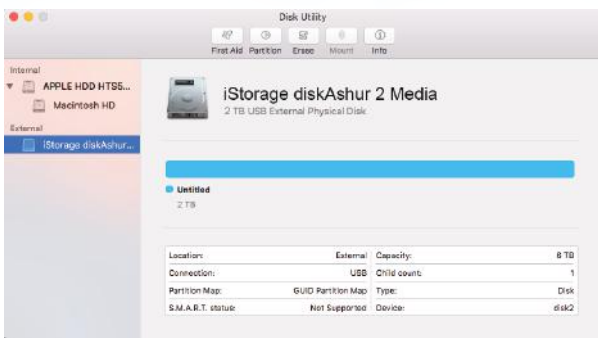 Disk Utility
First Aid Partition Erase Mount Info
Internal
APPLE HDD HTS5...
Macintosh HD
External
iStorage diskAshur...
iStorage diskAshur 2 Media
2 TB USB External Physical Disk
Untitled
2 TB
Location: External Capacity: 6 TB
Connection: USB Child count: 1
Partition Map: GUID Partition Map Type: Disk
S.M.A.R.T. status: Not Supported Device: disk2